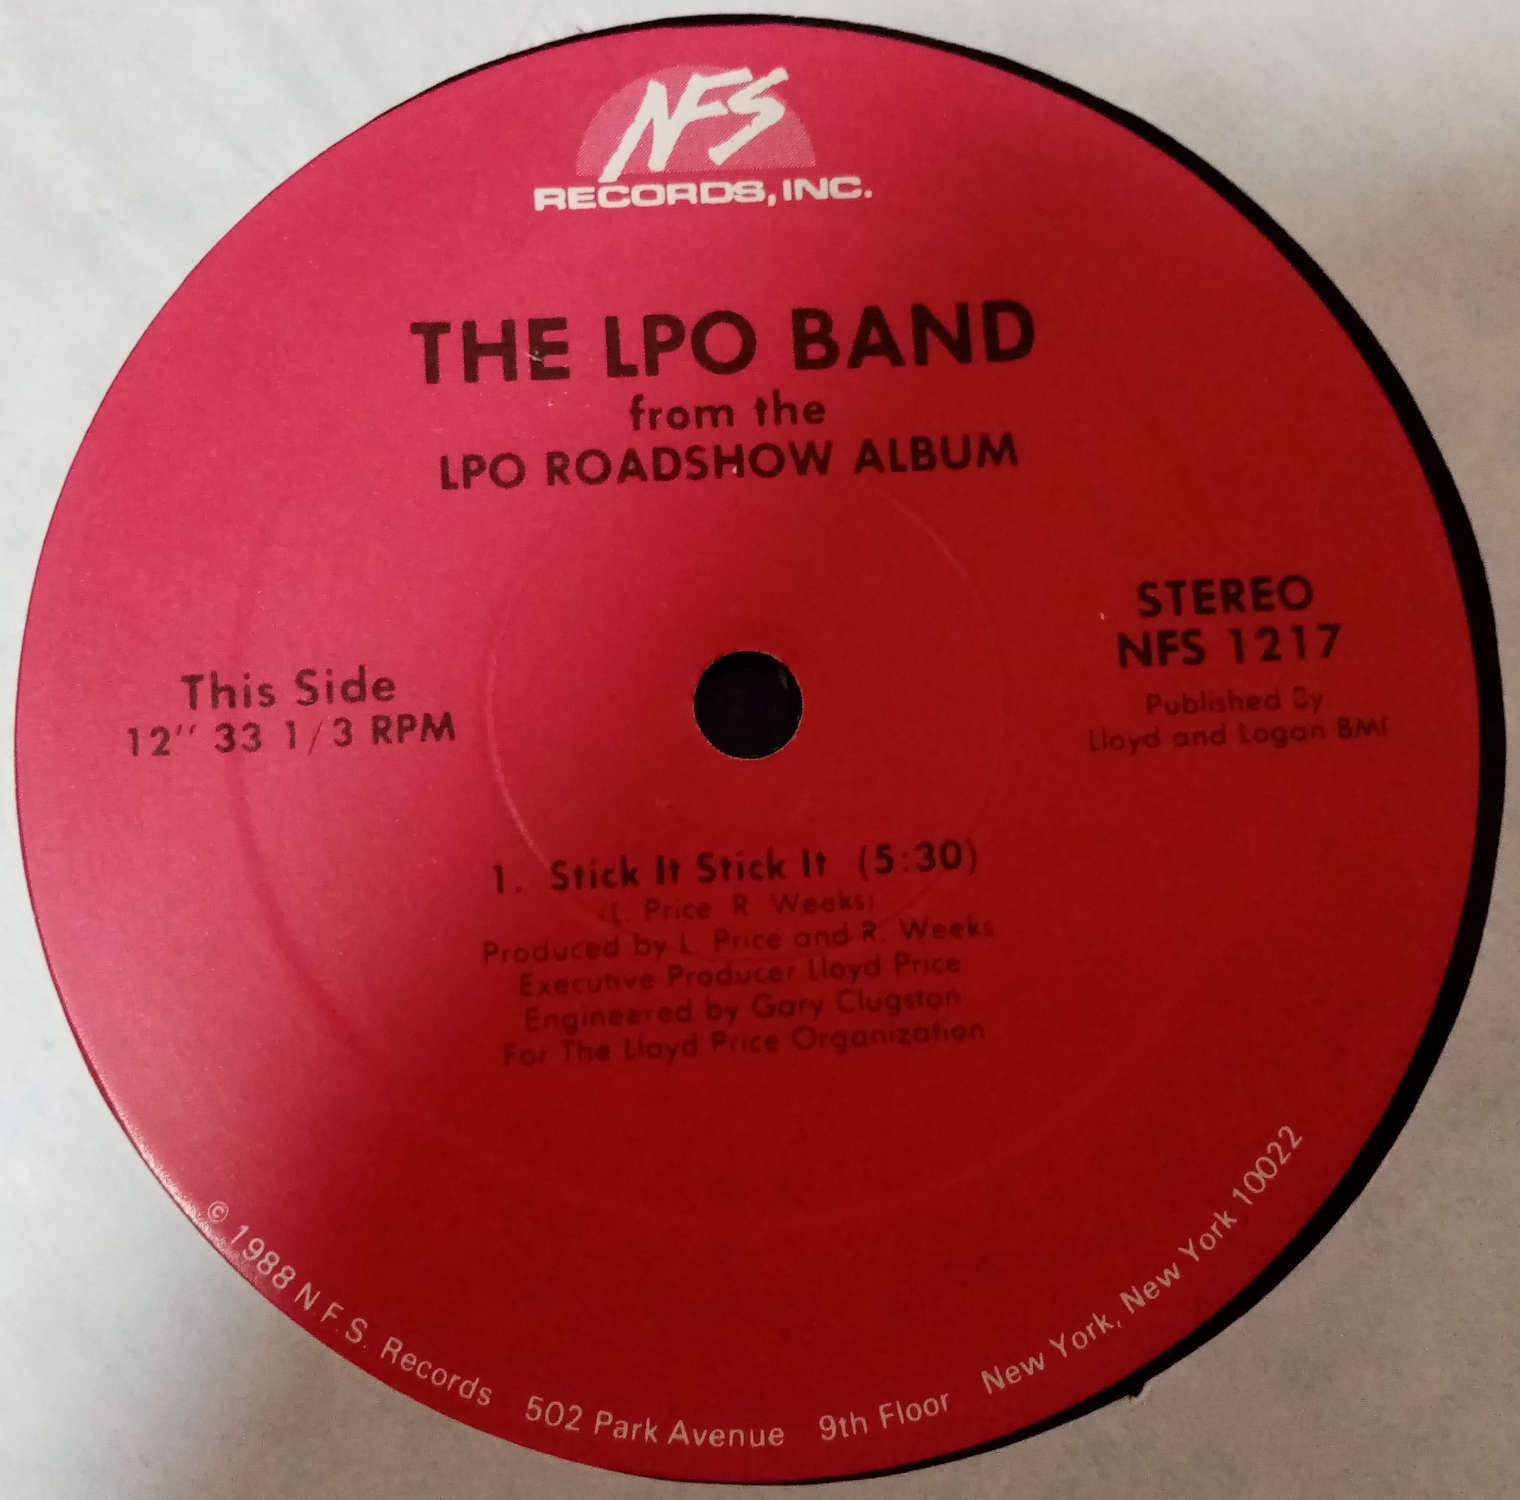 NFS
RECORDS, INC.
THE LPO BAND
from the
LPO ROADSHOW ALBUM
STEREO
NFS 1217
Published By
Lloyd and Logan BMI
This Side
12" 33 1/3 RPM
1. Stick It Stick It (5:30)
(L. Price R. Weeks)
Produced by L. Price and R. Weeks
Executive Producer Lloyd Price
Engineered by Gary Clugston
For The Lloyd Price Organization
© 1988 N.F.S. Records 502 Park Avenue 9th Floor New York, New York 10022